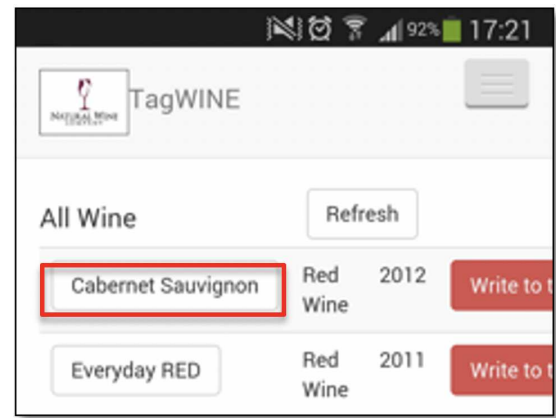 92% 17:21
NATURAL WINE
COMPANY
TagWINE
All Wine
Refresh
Cabernet Sauvignon
Red
Wine
2012
Write to t
Everyday RED
Red
Wine
2011
Write to t